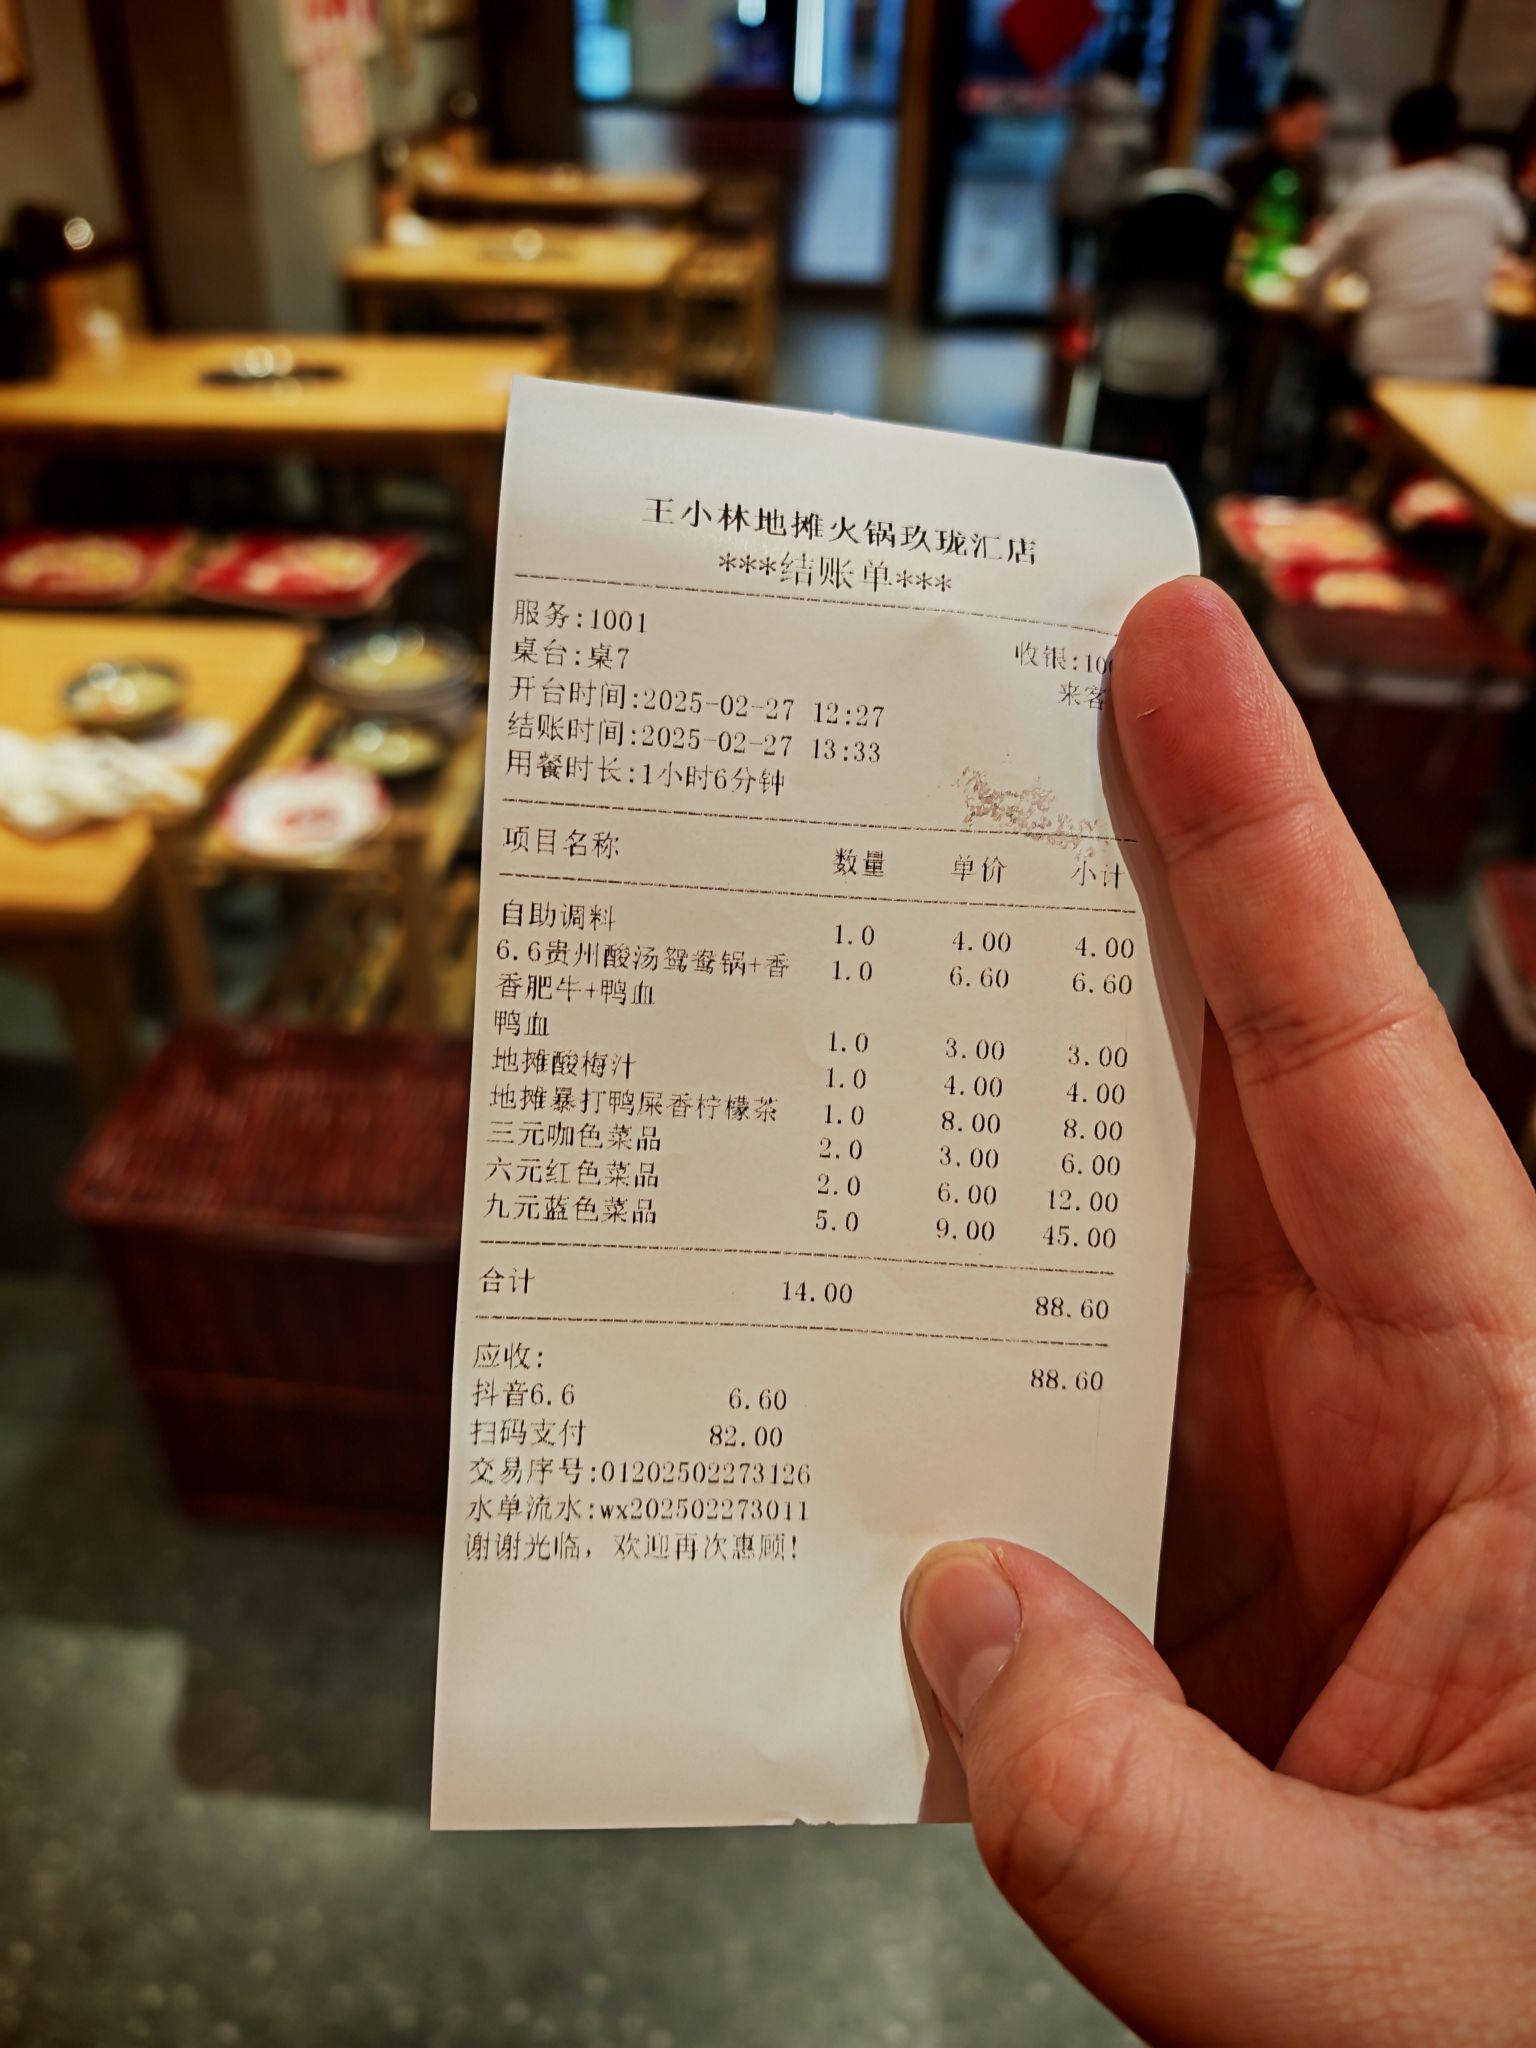 王小林地摊火锅玖珑汇店
***结账单***
服务:1001
收银:10
桌台:桌7
来客
开台时间:2025-02-27 12:27
结账时间:2025-02-27 13:33
用餐时长:1小时6分钟
项目名称 数量 单价 小计
自助调料 1.0 4.00 4.00
6.6贵州酸汤鸳鸯锅+香 1.0 6.60 6.60
香肥牛+鸭血
鸭血 1.0 3.00 3.00
地摊酸梅汁 1.0 4.00 4.00
地摊暴打鸭屎香柠檬茶 1.0 8.00 8.00
三元咖色菜品 2.0 3.00 6.00
六元红色菜品 2.0 6.00 12.00
九元蓝色菜品 5.0 9.00 45.00
合计 14.00 88.60
应收: 88.60
抖音6.6 6.60
扫码支付 82.00
交易序号:01202502273126
水单流水:wx202502273011
谢谢光临，欢迎再次惠顾!